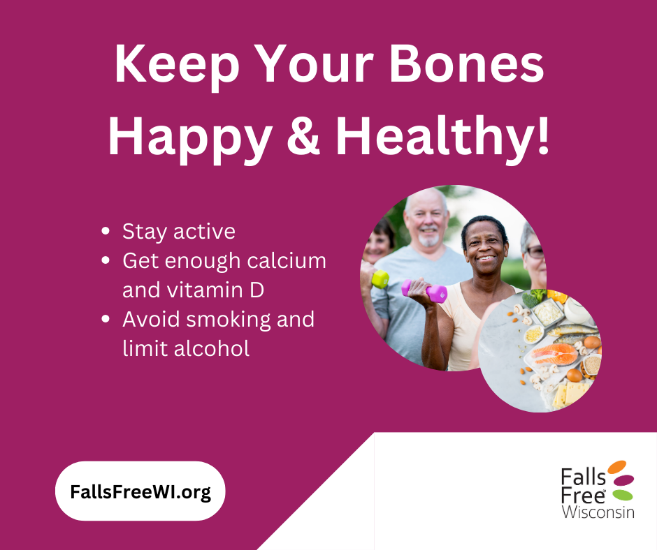 Keep Your Bones
Happy & Healthy!
• Stay active
• Get enough calcium
and vitamin D
• Avoid smoking and
limit alcohol
FallsFreeWI.org
Falls
Free
Wisconsin